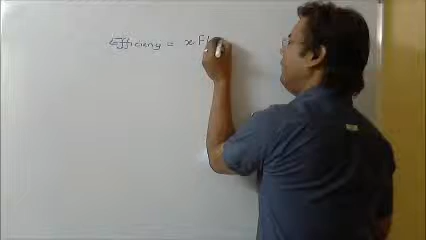 Efficiency = x F